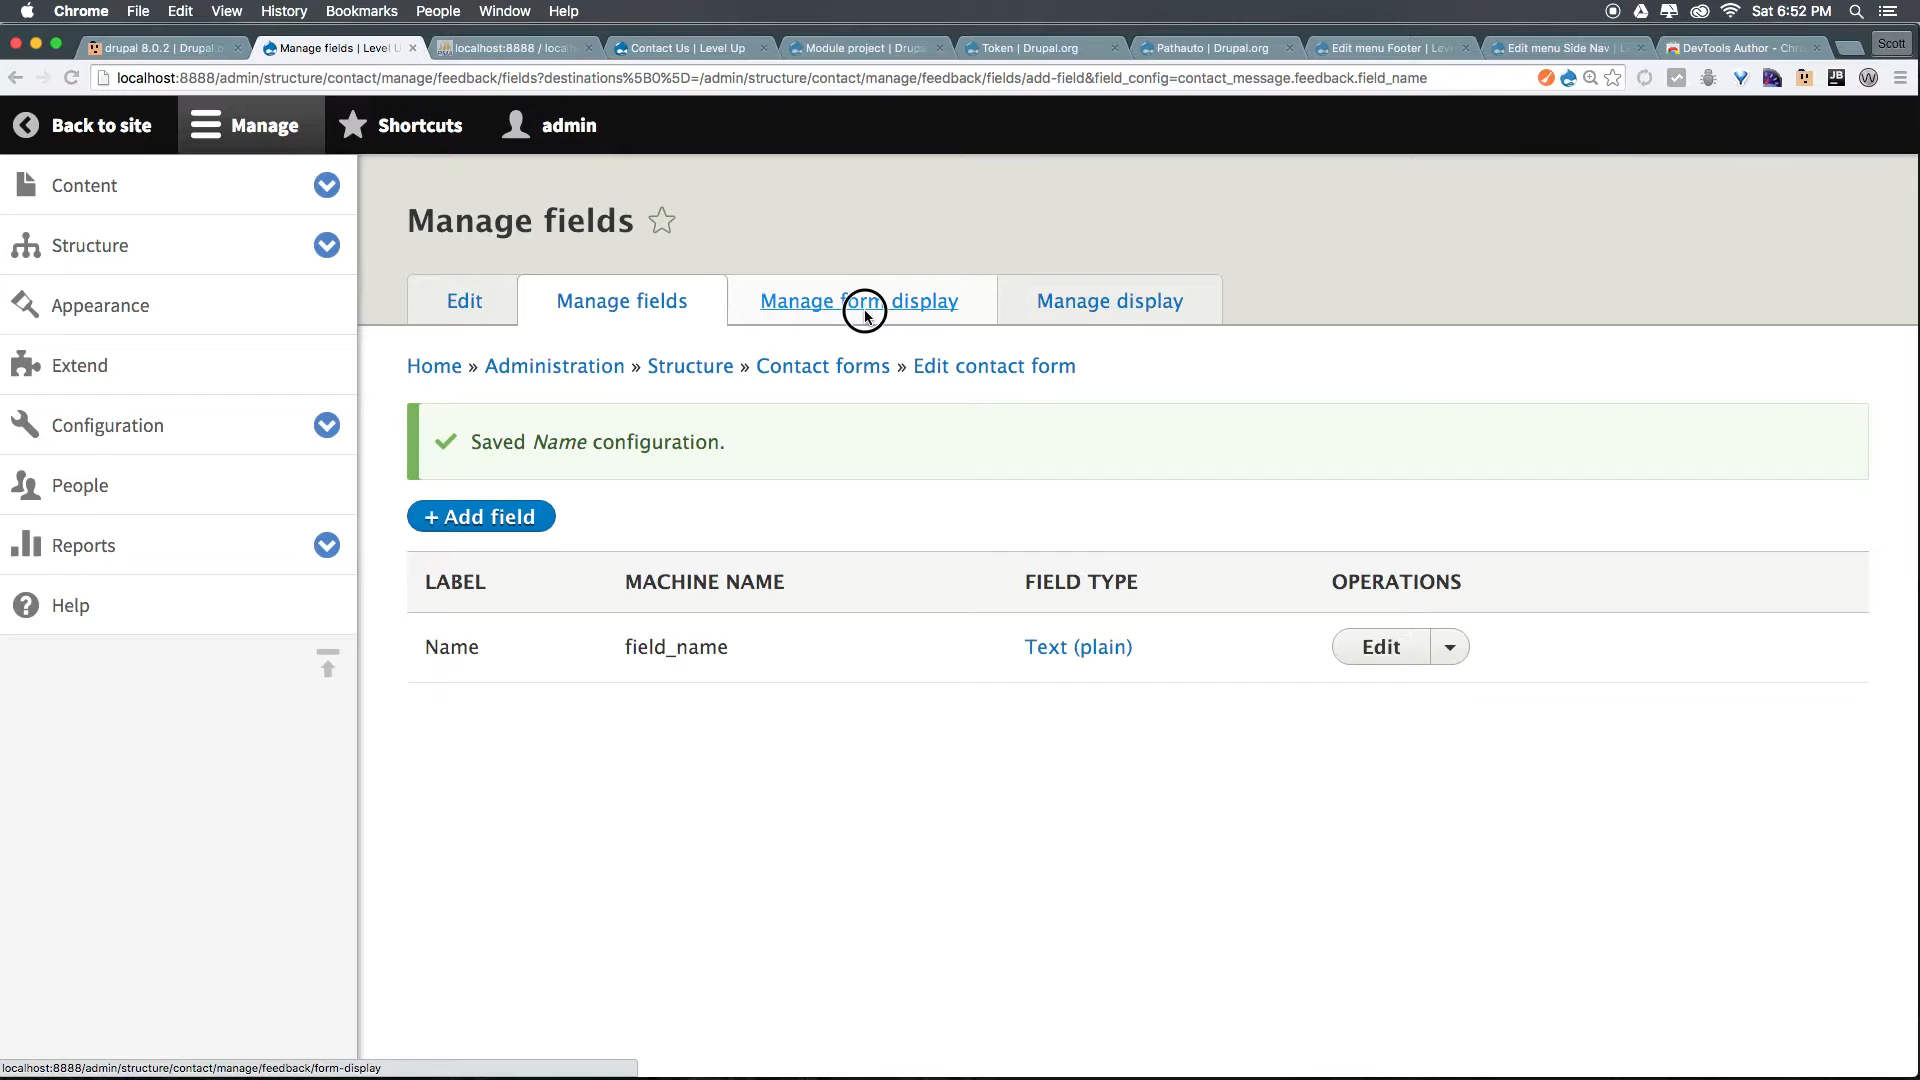 Chrome File Edit View History Bookmarks People Window Help Sat 6:52 PM
drupal 8.0.2 | Drupal.o Manage fields | Level U localhost:8888 / localh Contact Us | Level Up Module project | Drupa Token | Drupal.org Pathauto | Drupal.org Edit menu Footer | Lev Edit menu Side Nav | L DevTools Author - Chr Scott
localhost:8888/admin/structure/contact/manage/feedback/fields?destinations%5B0%5D=/admin/structure/contact/manage/feedback/fields/add-field&field_config=contact_message.feedback.field_name
Back to site Manage Shortcuts admin
Content
Structure
Appearance
Extend
Configuration
People
Reports
Help
Manage fields
Edit Manage fields Manage form display Manage display
Home » Administration » Structure » Contact forms » Edit contact form
Saved Name configuration.
+ Add field
LABEL MACHINE NAME FIELD TYPE OPERATIONS
Name field_name Text (plain) Edit
localhost:8888/admin/structure/contact/manage/feedback/form-display